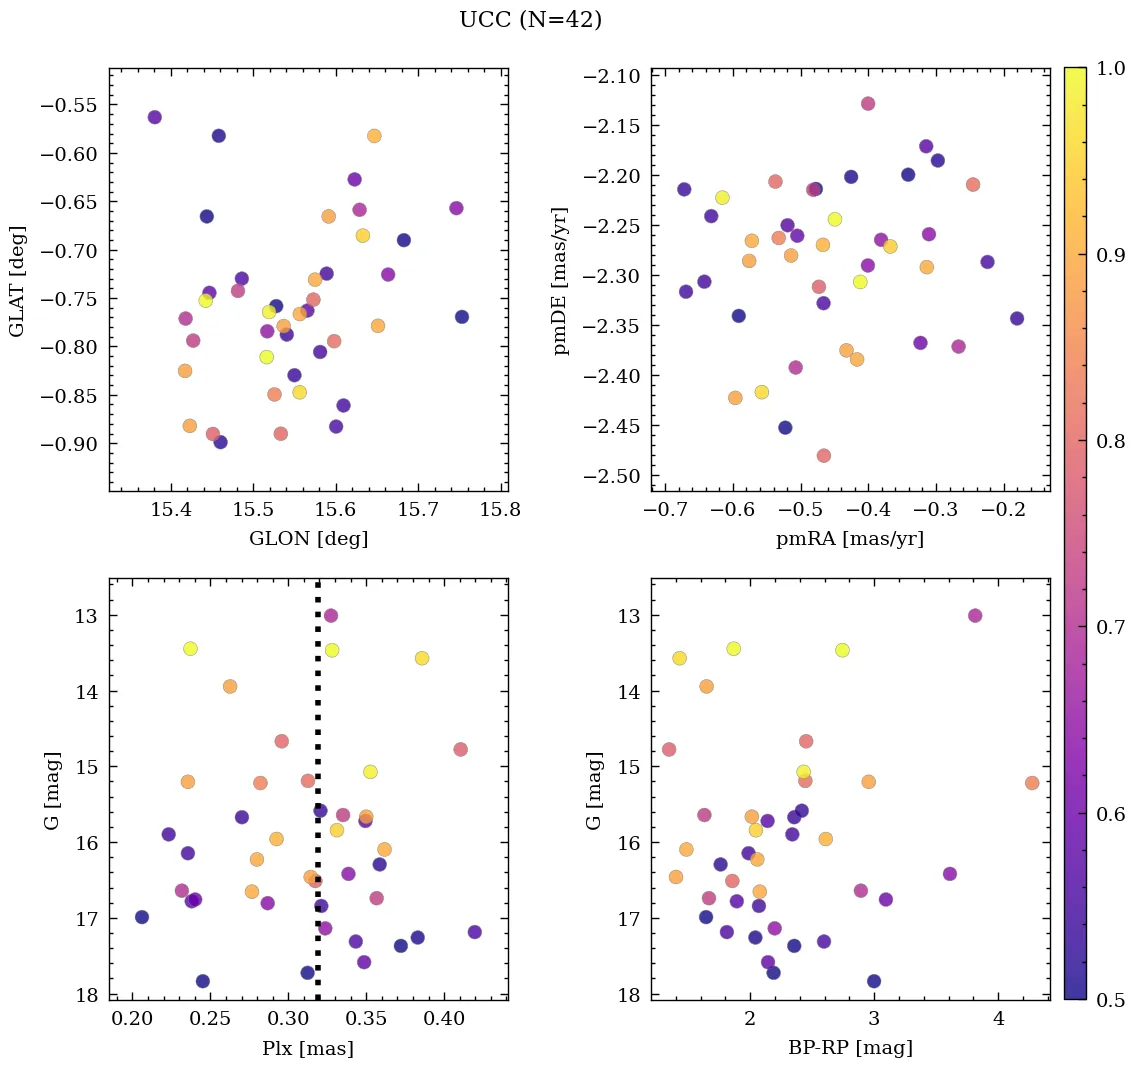 UCC (N=42)
−0.55
−0.60
−0.65
−0.70
−0.75
−0.80
−0.85
−0.90
GLAT [deg]
15.4 15.5 15.6 15.7 15.8
GLON [deg]
−2.10
−2.15
−2.20
−2.25
−2.30
−2.35
−2.40
−2.45
−2.50
pmDE [mas/yr]
−0.7 −0.6 −0.5 −0.4 −0.3 −0.2
pmRA [mas/yr]
13
14
15
16
17
18
G [mag]
0.20 0.25 0.30 0.35 0.40
Plx [mas]
13
14
15
16
17
18
G [mag]
2 3 4
BP-RP [mag]
1.0
0.9
0.8
0.7
0.6
0.5